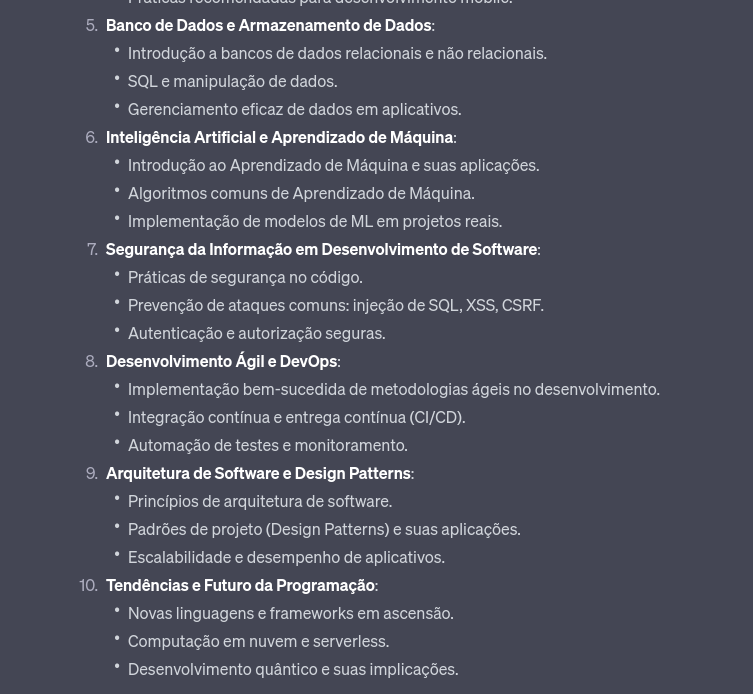 Práticas recomendadas para desenvolvimento mobile.
5. Banco de Dados e Armazenamento de Dados:
• Introdução a bancos de dados relacionais e não relacionais.
• SQL e manipulação de dados.
• Gerenciamento eficaz de dados em aplicativos.
6. Inteligência Artificial e Aprendizado de Máquina:
• Introdução ao Aprendizado de Máquina e suas aplicações.
• Algoritmos comuns de Aprendizado de Máquina.
• Implementação de modelos de ML em projetos reais.
7. Segurança da Informação em Desenvolvimento de Software:
• Práticas de segurança no código.
• Prevenção de ataques comuns: injeção de SQL, XSS, CSRF.
• Autenticação e autorização seguras.
8. Desenvolvimento Ágil e DevOps:
• Implementação bem-sucedida de metodologias ágeis no desenvolvimento.
• Integração contínua e entrega contínua (CI/CD).
• Automação de testes e monitoramento.
9. Arquitetura de Software e Design Patterns:
• Princípios de arquitetura de software.
• Padrões de projeto (Design Patterns) e suas aplicações.
• Escalabilidade e desempenho de aplicativos.
10. Tendências e Futuro da Programação:
• Novas linguagens e frameworks em ascensão.
• Computação em nuvem e serverless.
• Desenvolvimento quântico e suas implicações.